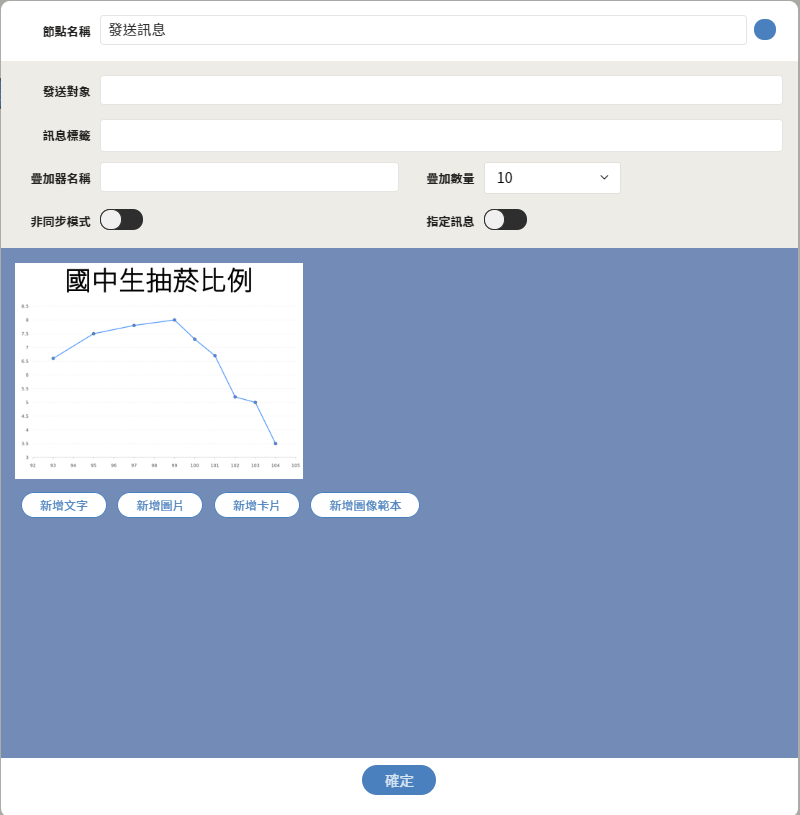 節點名稱 發送訊息
發送對象
訊息標籤
疊加器名稱 疊加數量 10
非同步模式 指定訊息
國中生抽菸比例
8.5
8
7.5
7
6.5
6
5.5
5
4.5
4
3.5
3
92 93 94 95 96 97 98 99 100 101 102 103 104 105
新增文字 新增圖片 新增卡片 新增圖像範本
確定